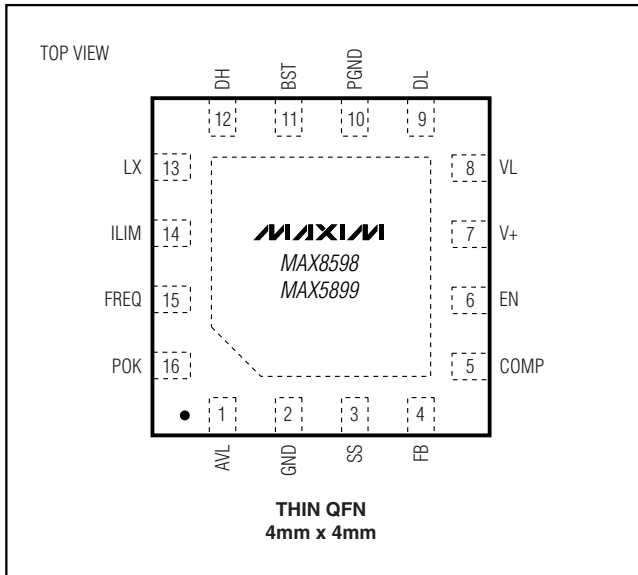 TOP VIEW
DH BST PGND DL
12 11 10 9
LX 13 8 VL
ILIM 14 MAXIM 7 V+
MAX8598
MAX5899
FREQ 15 6 EN
POK 16 5 COMP
1 2 3 4
AVL GND SS FB
THIN QFN
4mm x 4mm